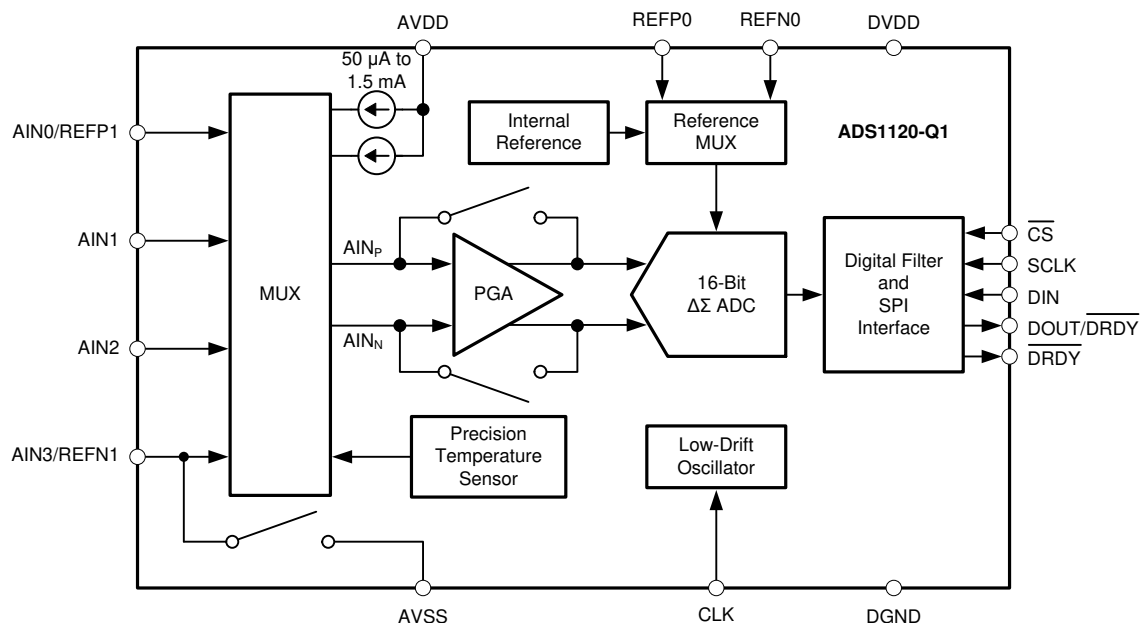 AVDD
REFP0
REFN0
DVDD
50 µA to
1.5 mA
AIN0/REFP1
Internal
Reference
Reference
MUX
ADS1120-Q1
AIN1
AIN2
AIN3/REFN1
MUX
AINP
AINN
PGA
16-Bit
ΔΣ ADC
Digital Filter
and
SPI
Interface
CS
SCLK
DIN
DOUT/DRDY
DRDY
Precision
Temperature
Sensor
Low-Drift
Oscillator
AVSS
CLK
DGND